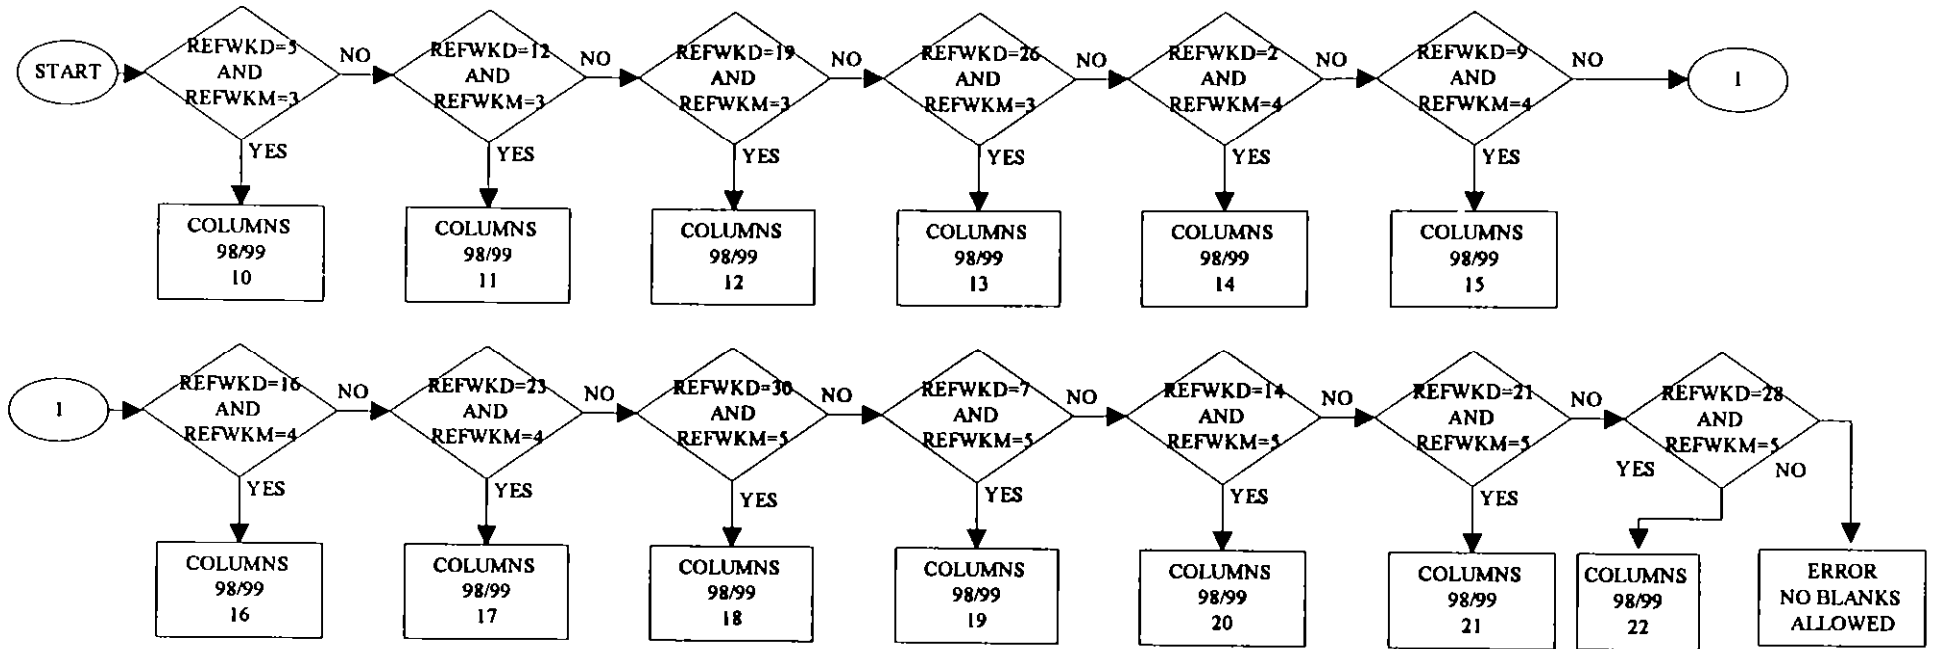 START
REFWKD=5
AND
REFWKM=3
NO
YES
COLUMNS
98/99
10
REFWKD=12
AND
REFWKM=3
NO
YES
COLUMNS
98/99
11
REFWKD=19
AND
REFWKM=3
NO
YES
COLUMNS
98/99
12
REFWKD=26
AND
REFWKM=3
NO
YES
COLUMNS
98/99
13
REFWKD=2
AND
REFWKM=4
NO
YES
COLUMNS
98/99
14
REFWKD=9
AND
REFWKM=4
NO
YES
COLUMNS
98/99
15
1
1
REFWKD=16
AND
REFWKM=4
NO
YES
COLUMNS
98/99
16
REFWKD=23
AND
REFWKM=4
NO
YES
COLUMNS
98/99
17
REFWKD=30
AND
REFWKM=5
NO
YES
COLUMNS
98/99
18
REFWKD=7
AND
REFWKM=5
NO
YES
COLUMNS
98/99
19
REFWKD=14
AND
REFWKM=5
NO
YES
COLUMNS
98/99
20
REFWKD=21
AND
REFWKM=5
NO
YES
COLUMNS
98/99
21
REFWKD=28
AND
REFWKM=5
YES
NO
COLUMNS
98/99
22
ERROR
NO BLANKS
ALLOWED